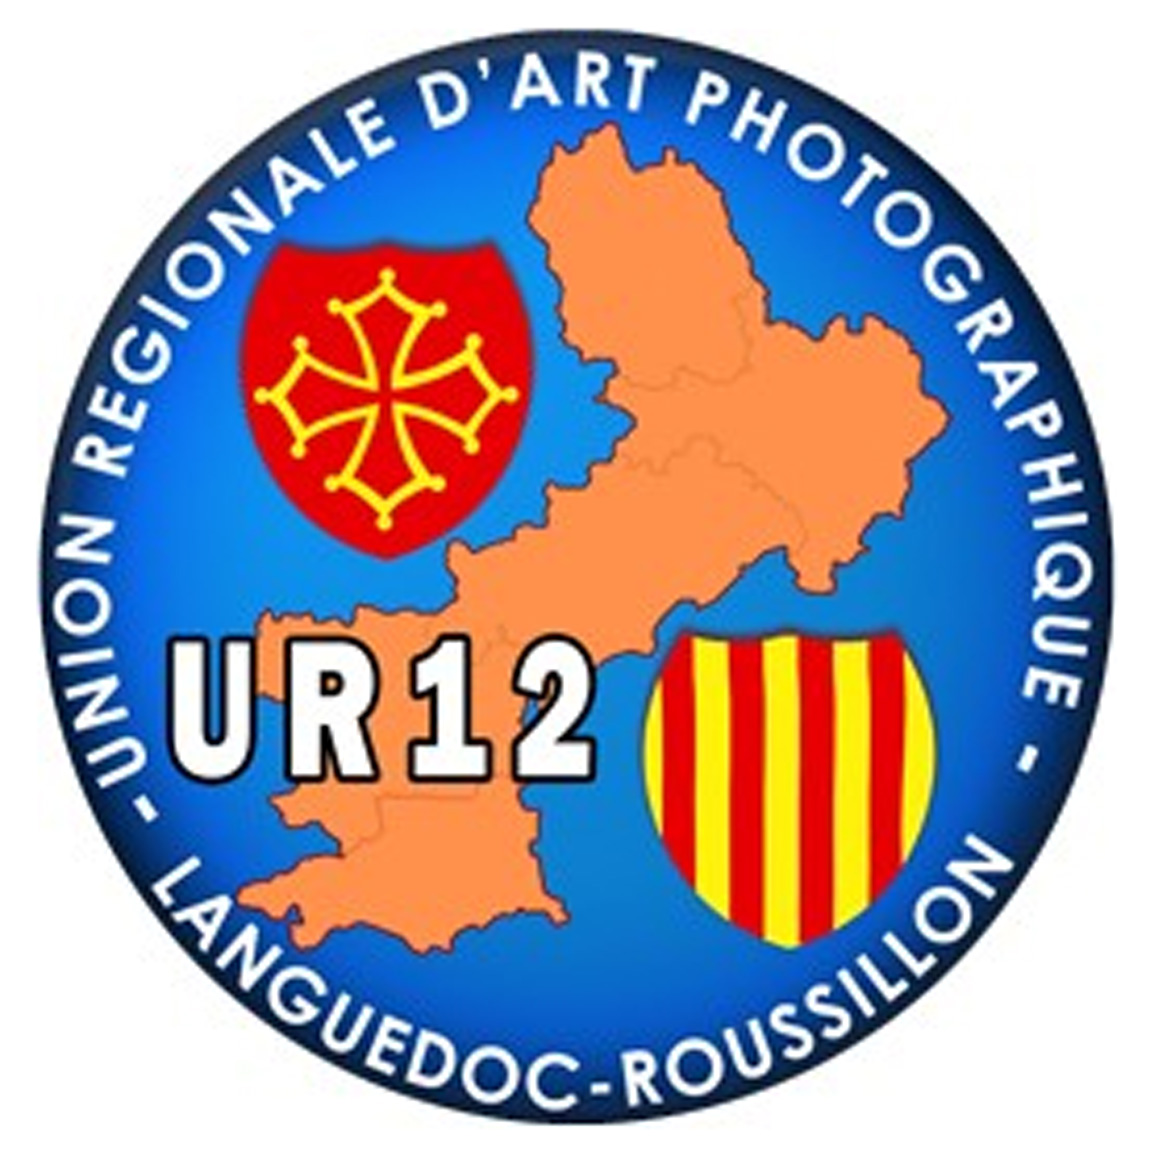 UNION REGIONALE D'ART PHOTOGRAPHIQUE
UR12
- LANGUEDOC-ROUSSILLON -